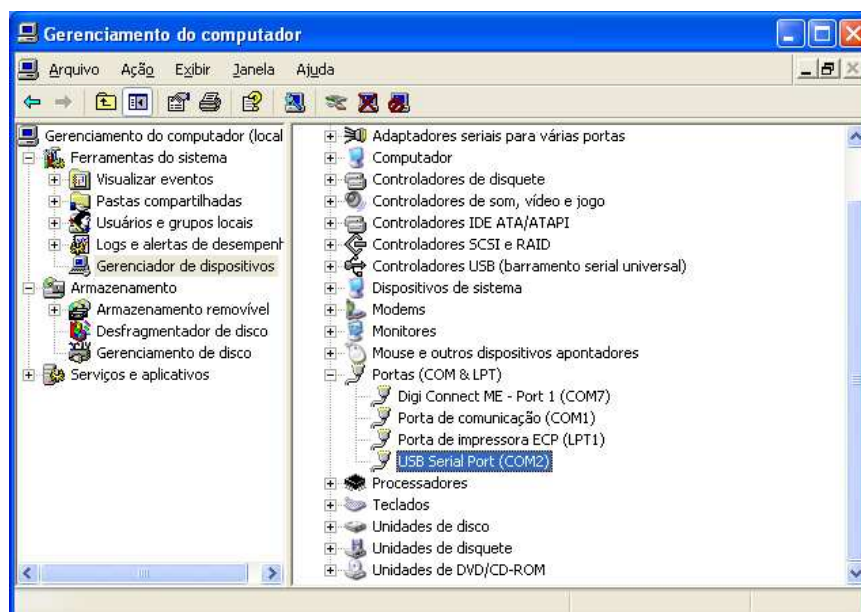 Gerenciamento do computador
Arquivo Ação Exibir Janela Ajuda
Gerenciamento do computador (local
Ferramentas do sistema
Visualizar eventos
Pastas compartilhadas
Usuários e grupos locais
Logs e alertas de desempenh
Gerenciador de dispositivos
Armazenamento
Armazenamento removível
Desfragmentador de disco
Gerenciamento de disco
Serviços e aplicativos
Adaptadores seriais para várias portas
Computador
Controladores de disquete
Controladores de som, vídeo e jogo
Controladores IDE ATA/ATAPI
Controladores SCSI e RAID
Controladores USB (barramento serial universal)
Dispositivos de sistema
Modems
Monitores
Mouse e outros dispositivos apontadores
Portas (COM & LPT)
Digi Connect ME - Port 1 (COM7)
Porta de comunicação (COM1)
Porta de impressora ECP (LPT1)
USB Serial Port (COM2)
Processadores
Teclados
Unidades de disco
Unidades de disquete
Unidades de DVD/CD-ROM